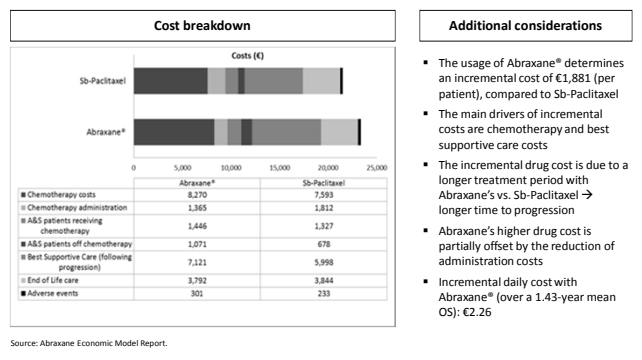 Cost breakdown
Costs (€)
Sb-Paclitaxel
Abraxane®
0 5,000 10,000 15,000 20,000 25,000
Abraxane® Sb-Paclitaxel
Chemotherapy costs 8,270 7,593
Chemotherapy administration 1,365 1,812
A&S patients receiving
chemotherapy 1,446 1,327
A&S patients off chemotherapy 1,071 678
Best Supportive Care (following
progression) 7,121 5,998
End of Life care 3,792 3,844
Adverse events 301 233
Source: Abraxane Economic Model Report.
Additional considerations
▪ The usage of Abraxane® determines
an incremental cost of €1,881 (per
patient), compared to Sb-Paclitaxel
▪ The main drivers of incremental
costs are chemotherapy and best
supportive care costs
▪ The incremental drug cost is due to a
longer treatment period with
Abraxane's vs. Sb-Paclitaxel →
longer time to progression
▪ Abraxane's higher drug cost is
partially offset by the reduction of
administration costs
▪ Incremental daily cost with
Abraxane® (over a 1.43-year mean
OS): €2.26